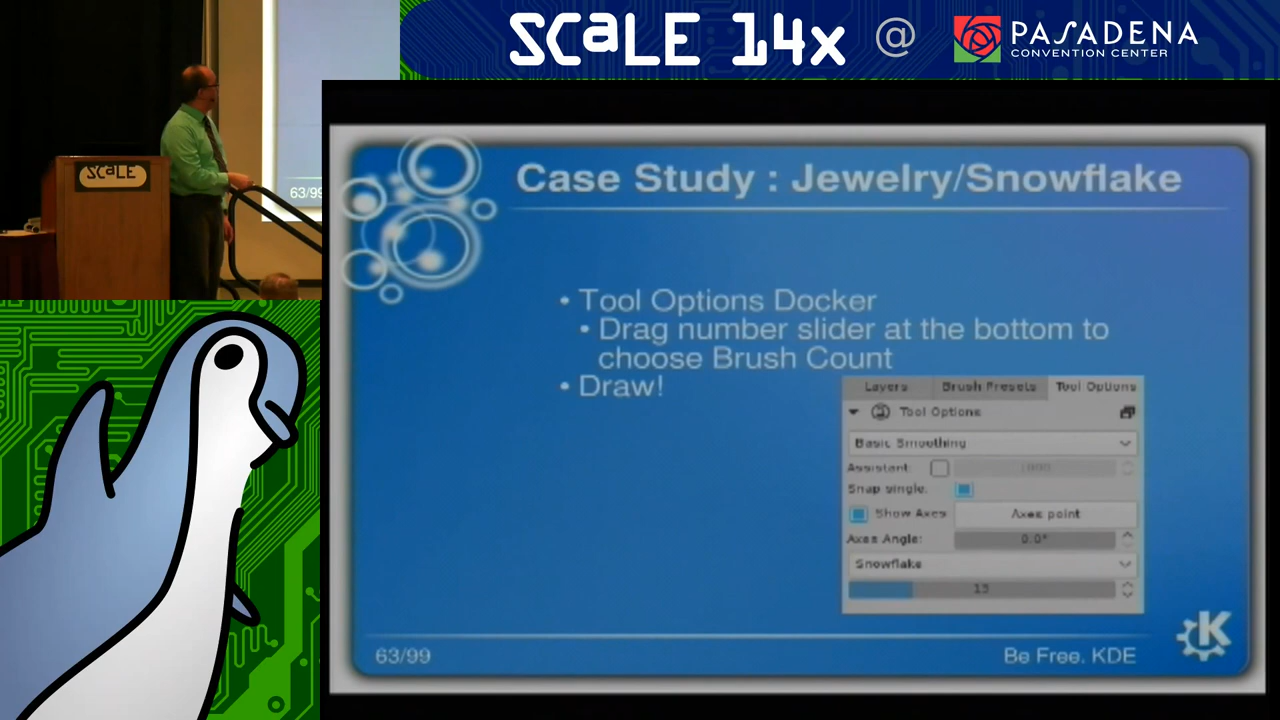 SCALE 14x @ PASADENA
CONVENTION CENTER
SCALE
63/99
Case Study : Jewelry/Snowflake
• Tool Options Docker
• Drag number slider at the bottom to
choose Brush Count
• Draw!
Layers Brush Presets Tool Options
Tool Options
Basic Smoothing
Assistant: 1000
Snap single:
Show Axes Axes point
Axes Angle: 0.0°
Snowflake
13
63/99
Be Free. KDE
K